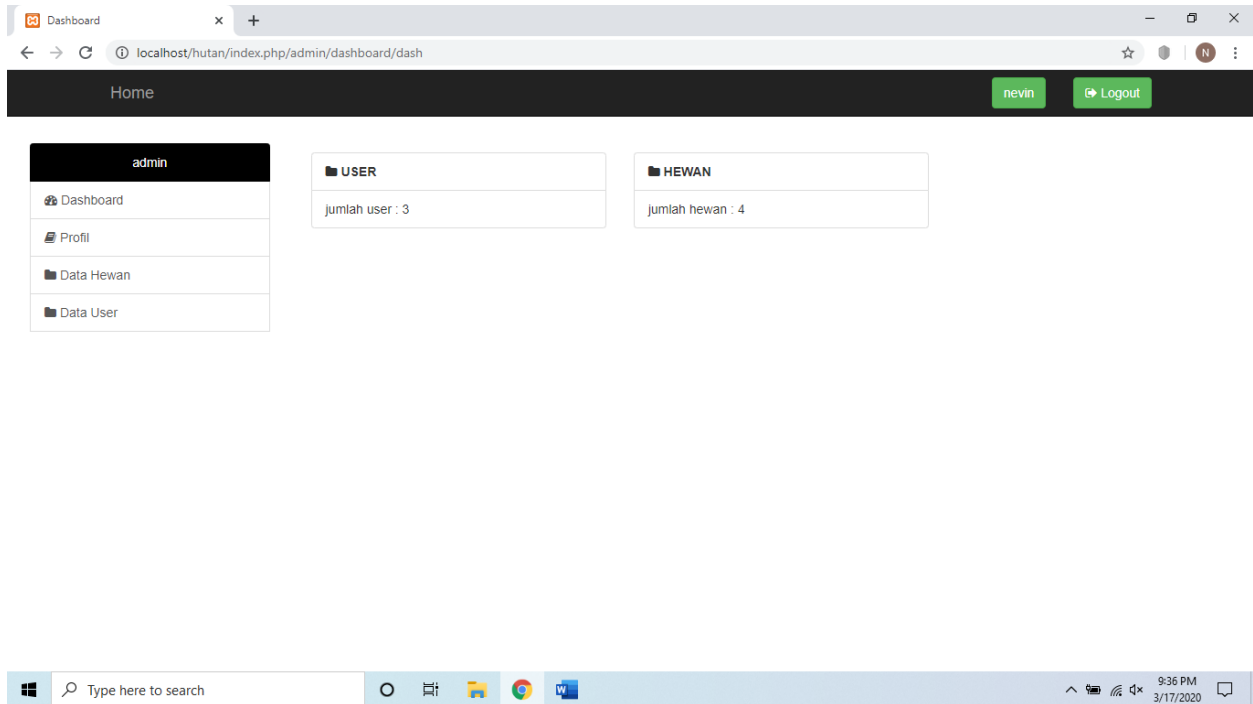 Dashboard
localhost/hutan/index.php/admin/dashboard/dash
N
Home
nevin
Logout
admin
Dashboard
Profil
Data Hewan
Data User
USER
jumlah user : 3
HEWAN
jumlah hewan : 4
Type here to search
W
9:36 PM
3/17/2020